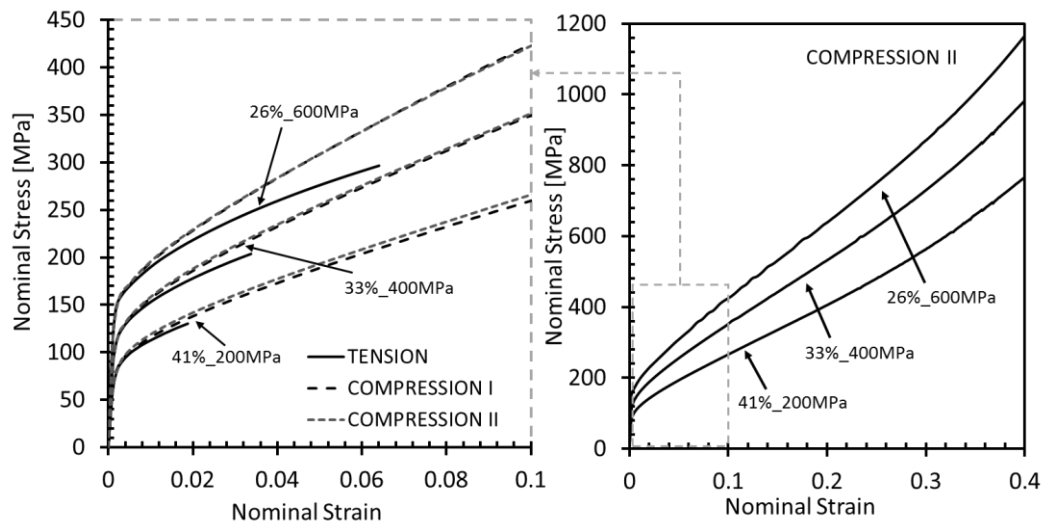 450
400
350
300
250
200
150
100
50
0
Nominal Stress [MPa]
26%_600MPa
33%_400MPa
41%_200MPa
TENSION
COMPRESSION I
COMPRESSION II
0
0.02
0.04
0.06
0.08
0.1
Nominal Strain
1200
1000
800
600
400
200
0
Nominal Stress [MPa]
COMPRESSION II
26%_600MPa
33%_400MPa
41%_200MPa
0
0.1
0.2
0.3
0.4
Nominal Strain